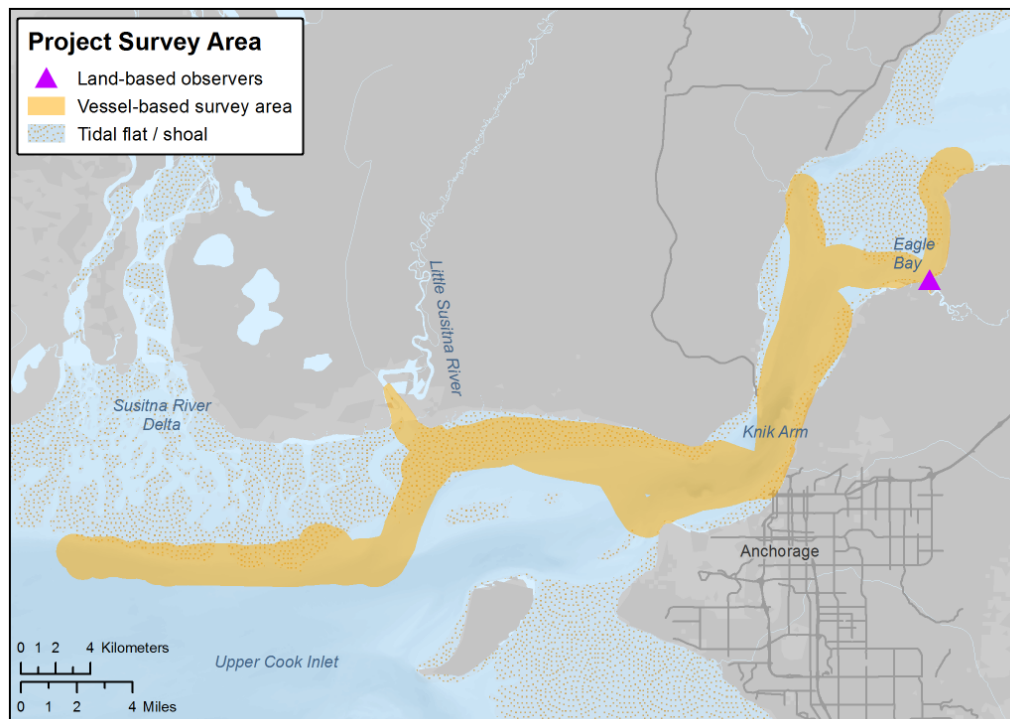 Project Survey Area
Land-based observers
Vessel-based survey area
Tidal flat / shoal
Eagle
Bay
Little Susitna River
Susitna River
Delta
Knik Arm
Anchorage
0 1 2 4 Kilometers
Upper Cook Inlet
0 1 2 4 Miles